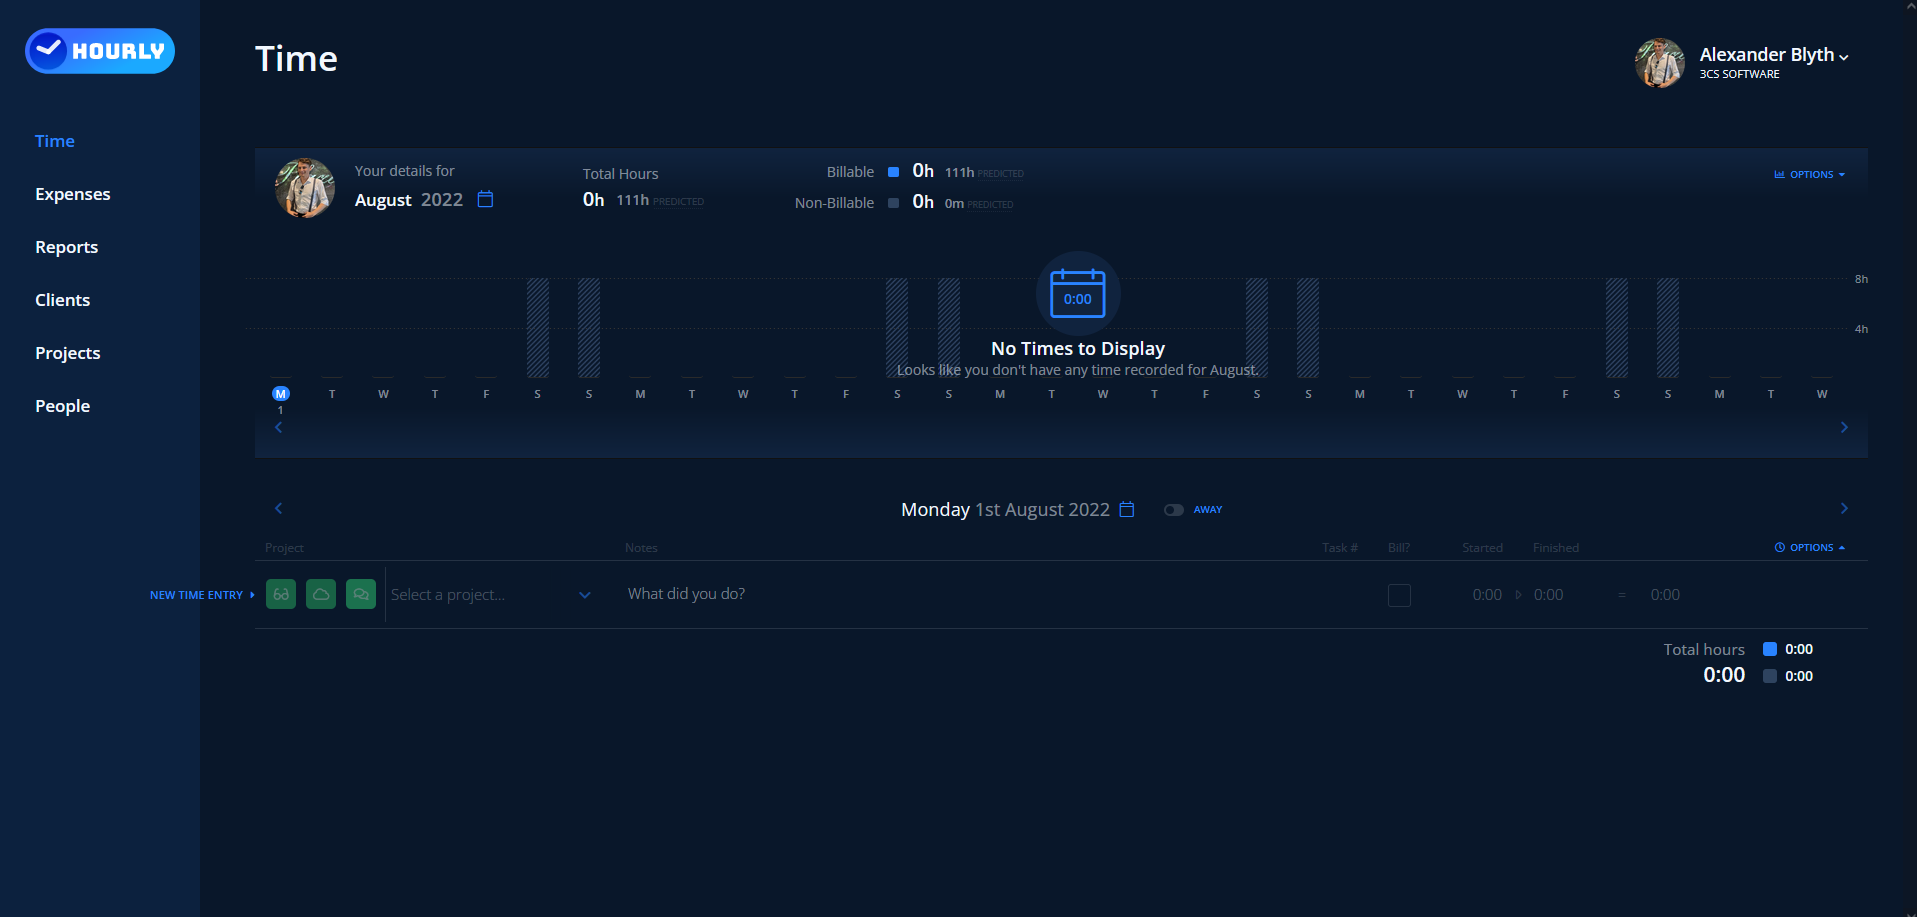 HOURLY
Time
Alexander Blyth
3CS SOFTWARE
Time
Expenses
Reports
Clients
Projects
People
Your details for
August 2022
Total Hours
0h 111h PREDICTED
Billable 0h 111h PREDICTED
Non-Billable 0h 0m PREDICTED
OPTIONS
8h
4h
0:00
No Times to Display
Looks like you don't have any time recorded for August.
M T W T F S S M T W T F S S M T W T F S S M T W T F S S M T W
1
Monday 1st August 2022 AWAY
Project Notes Task # Bill? Started Finished OPTIONS
NEW TIME ENTRY Select a project... What did you do? 0:00 0:00 = 0:00
Total hours 0:00
0:00 0:00